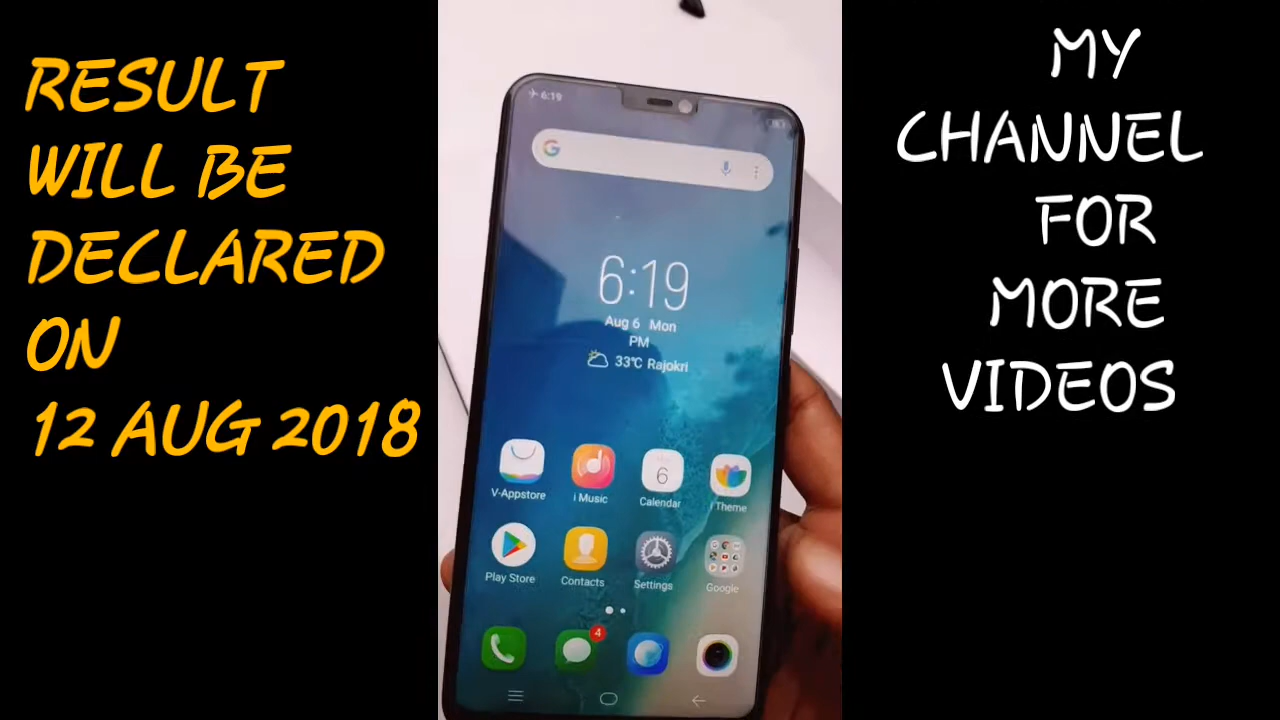 RESULT
WILL BE
DECLARED
ON
12 AUG 2018
6:19
6:19
Aug 6 Mon
PM
33℃ Rajokri
V-Appstore
i Music
6
Calendar
i Theme
Play Store
Contacts
Settings
Google
4
MY
CHANNEL
FOR
MORE
VIDEOS